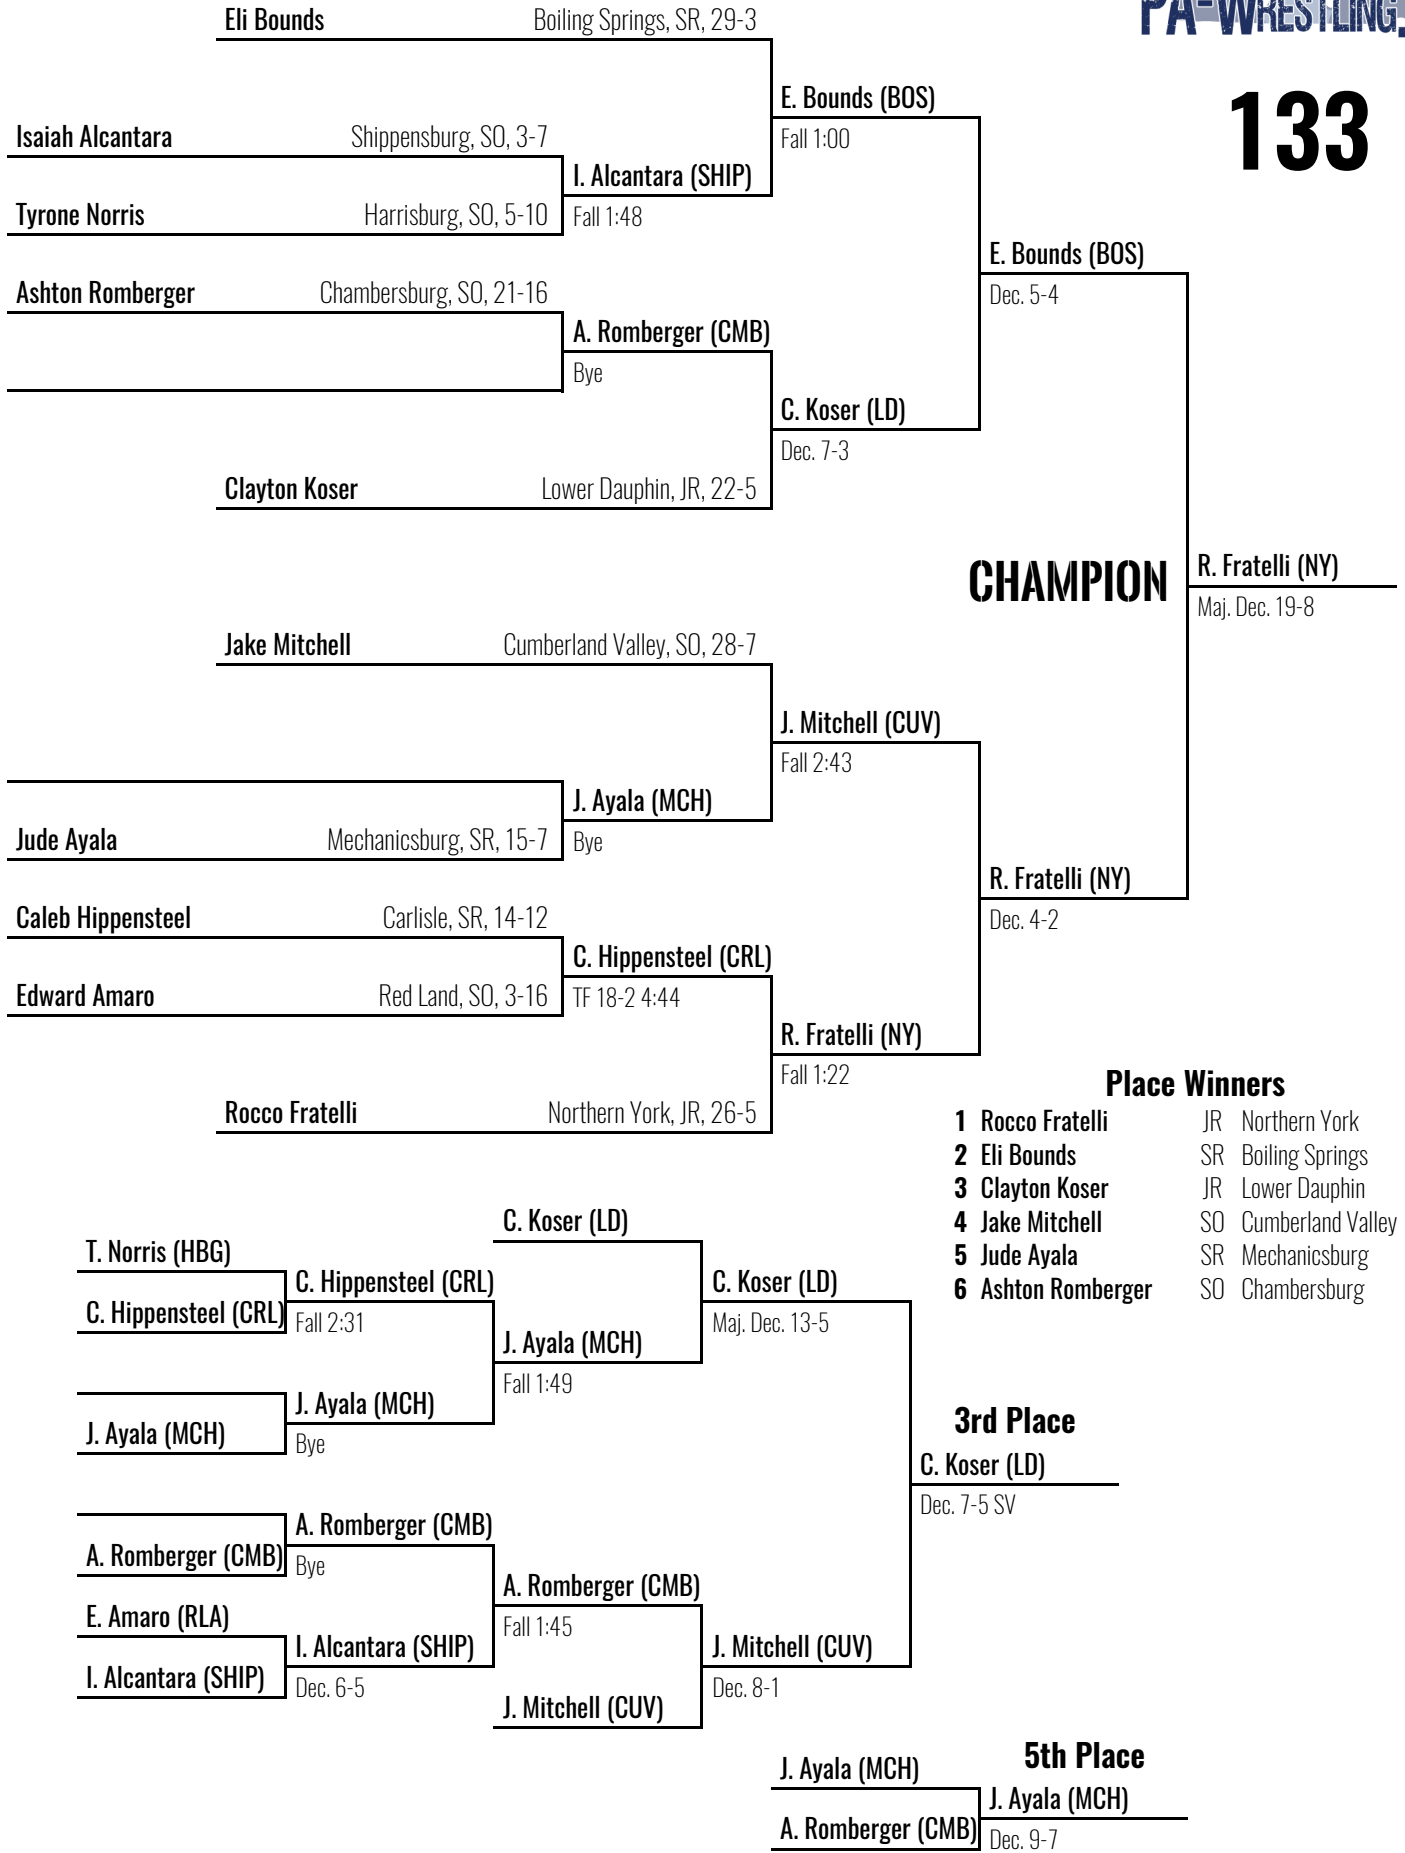 PA-WRESTLING.
133
Eli Bounds Boiling Springs, SR, 29-3
E. Bounds (BOS)
Fall 1:00
Isaiah Alcantara Shippensburg, SO, 3-7
I. Alcantara (SHIP)
Tyrone Norris Harrisburg, SO, 5-10
Fall 1:48
E. Bounds (BOS)
Dec. 5-4
Ashton Romberger Chambersburg, SO, 21-16
A. Romberger (CMB)
Bye
C. Koser (LD)
Dec. 7-3
Clayton Koser Lower Dauphin, JR, 22-5
CHAMPION
R. Fratelli (NY)
Maj. Dec. 19-8
Jake Mitchell Cumberland Valley, SO, 28-7
J. Mitchell (CUV)
Fall 2:43
J. Ayala (MCH)
Jude Ayala Mechanicsburg, SR, 15-7
Bye
R. Fratelli (NY)
Dec. 4-2
Caleb Hippensteel Carlisle, SR, 14-12
C. Hippensteel (CRL)
Edward Amaro Red Land, SO, 3-16
TF 18-2 4:44
R. Fratelli (NY)
Fall 1:22
Rocco Fratelli Northern York, JR, 26-5
Place Winners
1 Rocco Fratelli JR Northern York
2 Eli Bounds SR Boiling Springs
3 Clayton Koser JR Lower Dauphin
4 Jake Mitchell SO Cumberland Valley
5 Jude Ayala SR Mechanicsburg
6 Ashton Romberger SO Chambersburg
C. Koser (LD)
T. Norris (HBG)
C. Hippensteel (CRL)
C. Koser (LD)
C. Hippensteel (CRL)
Fall 2:31
Maj. Dec. 13-5
J. Ayala (MCH)
Fall 1:49
J. Ayala (MCH)
J. Ayala (MCH)
Bye
3rd Place
C. Koser (LD)
Dec. 7-5 SV
A. Romberger (CMB)
A. Romberger (CMB)
Bye
A. Romberger (CMB)
Fall 1:45
E. Amaro (RLA)
I. Alcantara (SHIP)
J. Mitchell (CUV)
I. Alcantara (SHIP)
Dec. 6-5
Dec. 8-1
J. Mitchell (CUV)
5th Place
J. Ayala (MCH)
J. Ayala (MCH)
A. Romberger (CMB)
Dec. 9-7